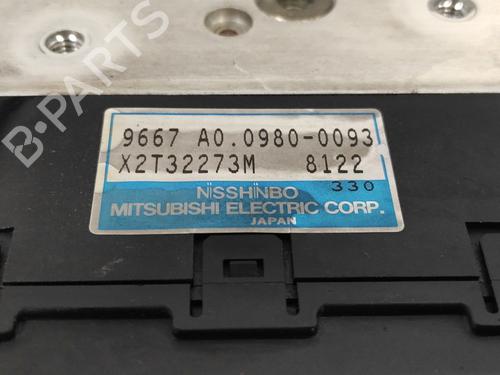 9667 A0.0980-0093
X2T32273M 8122
330
NISSHINBO
MITSUBISHI ELECTRIC CORP.
JAPAN
B-PARTS